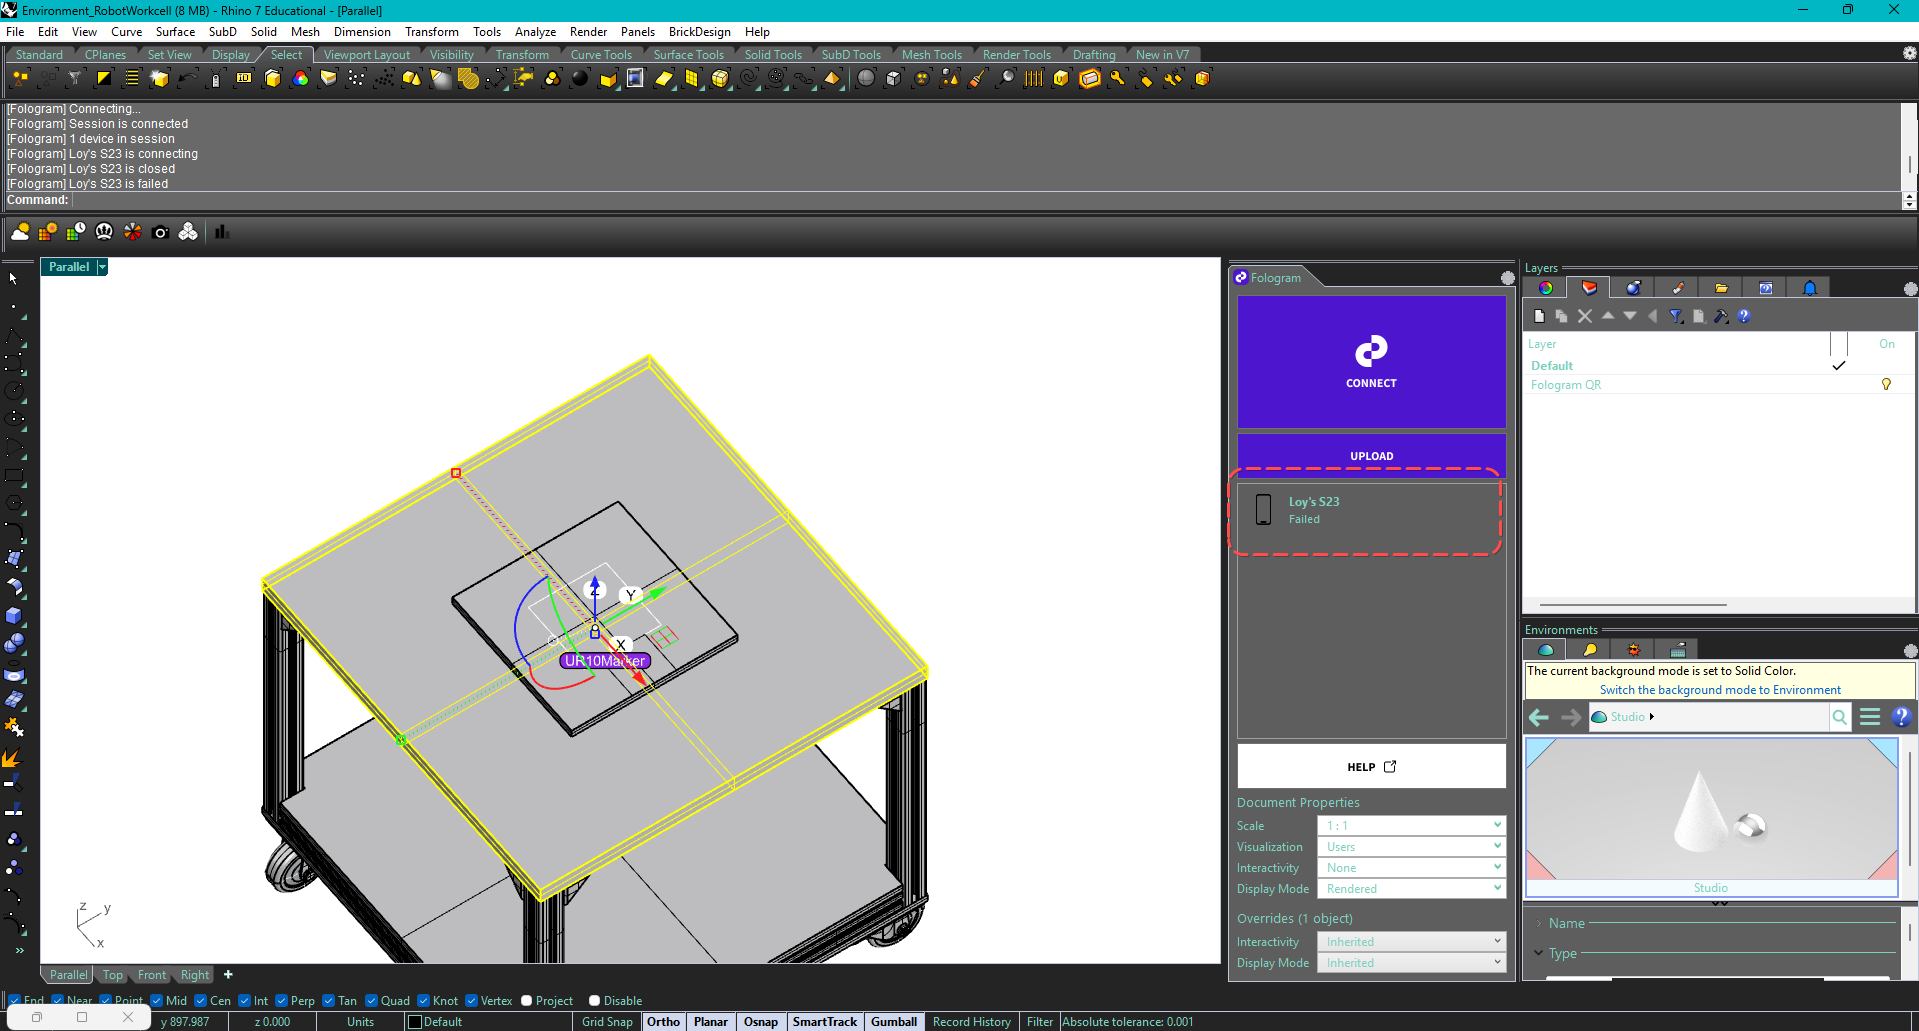 Environment_RobotWorkcell (8 MB) - Rhino 7 Educational - [Parallel]
File Edit View Curve Surface SubD Solid Mesh Dimension Transform Tools Analyze Render Panels BrickDesign Help
Standard CPlanes Set View Display Select Viewport Layout Visibility Transform Curve Tools Surface Tools Solid Tools SubD Tools Mesh Tools Render Tools Drafting New in V7
[Fologram] Connecting...
[Fologram] Session is connected
[Fologram] 1 device in session
[Fologram] Loy's S23 is connecting
[Fologram] Loy's S23 is closed
[Fologram] Loy's S23 is failed
Command:
Parallel
Z
Y
X
UR10Marker
z
y
x
Parallel Top Front Right
Fologram
CONNECT
UPLOAD
Loy's S23
Failed
HELP
Document Properties
Scale 1 : 1
Visualization Users
Interactivity None
Display Mode Rendered
Overrides (1 object)
Interactivity Inherited
Display Mode Inherited
Layers
Layer On
Default
Fologram QR
Environments
The current background mode is set to Solid Color.
Switch the background mode to Environment
Studio
Studio
Name
Type
End Near Point Mid Cen Int Perp Tan Quad Knot Vertex Project Disable
y 897.987 z 0.000 Units Default Grid Snap Ortho Planar Osnap SmartTrack Gumball Record History Filter Absolute tolerance: 0.001